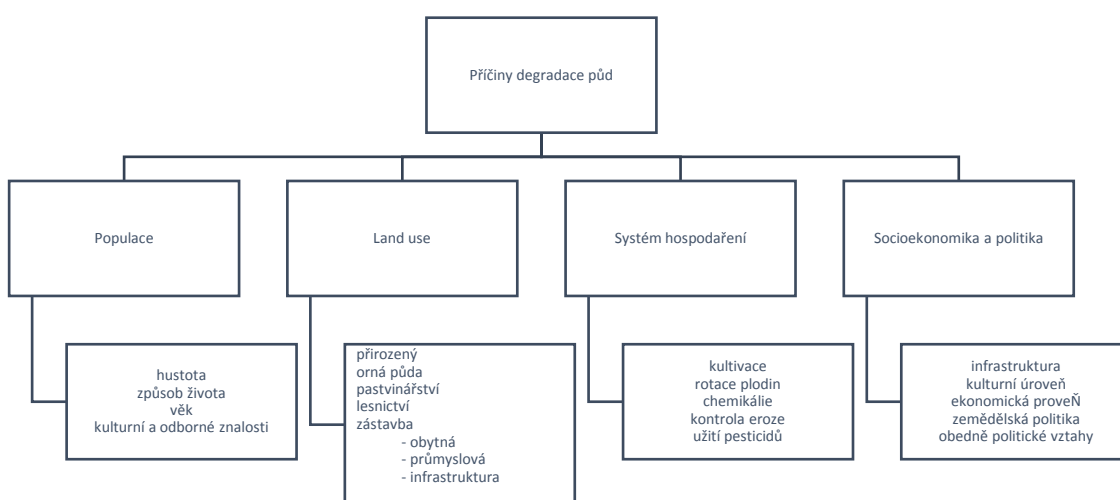 Příčiny degradace půd
Populace
Land use
Systém hospodaření
Socioekonomika a politika
hustota
způsob života
věk
kulturní a odborné znalosti
přirozený
orná půda
pastvinářství
lesnictví
zástavba
- obytná
- průmyslová
- infrastruktura
kultivace
rotace plodin
chemikálie
kontrola eroze
užití pesticidů
infrastruktura
kulturní úroveň
ekonomická proveŇ
zemědělská politika
obedně politické vztahy